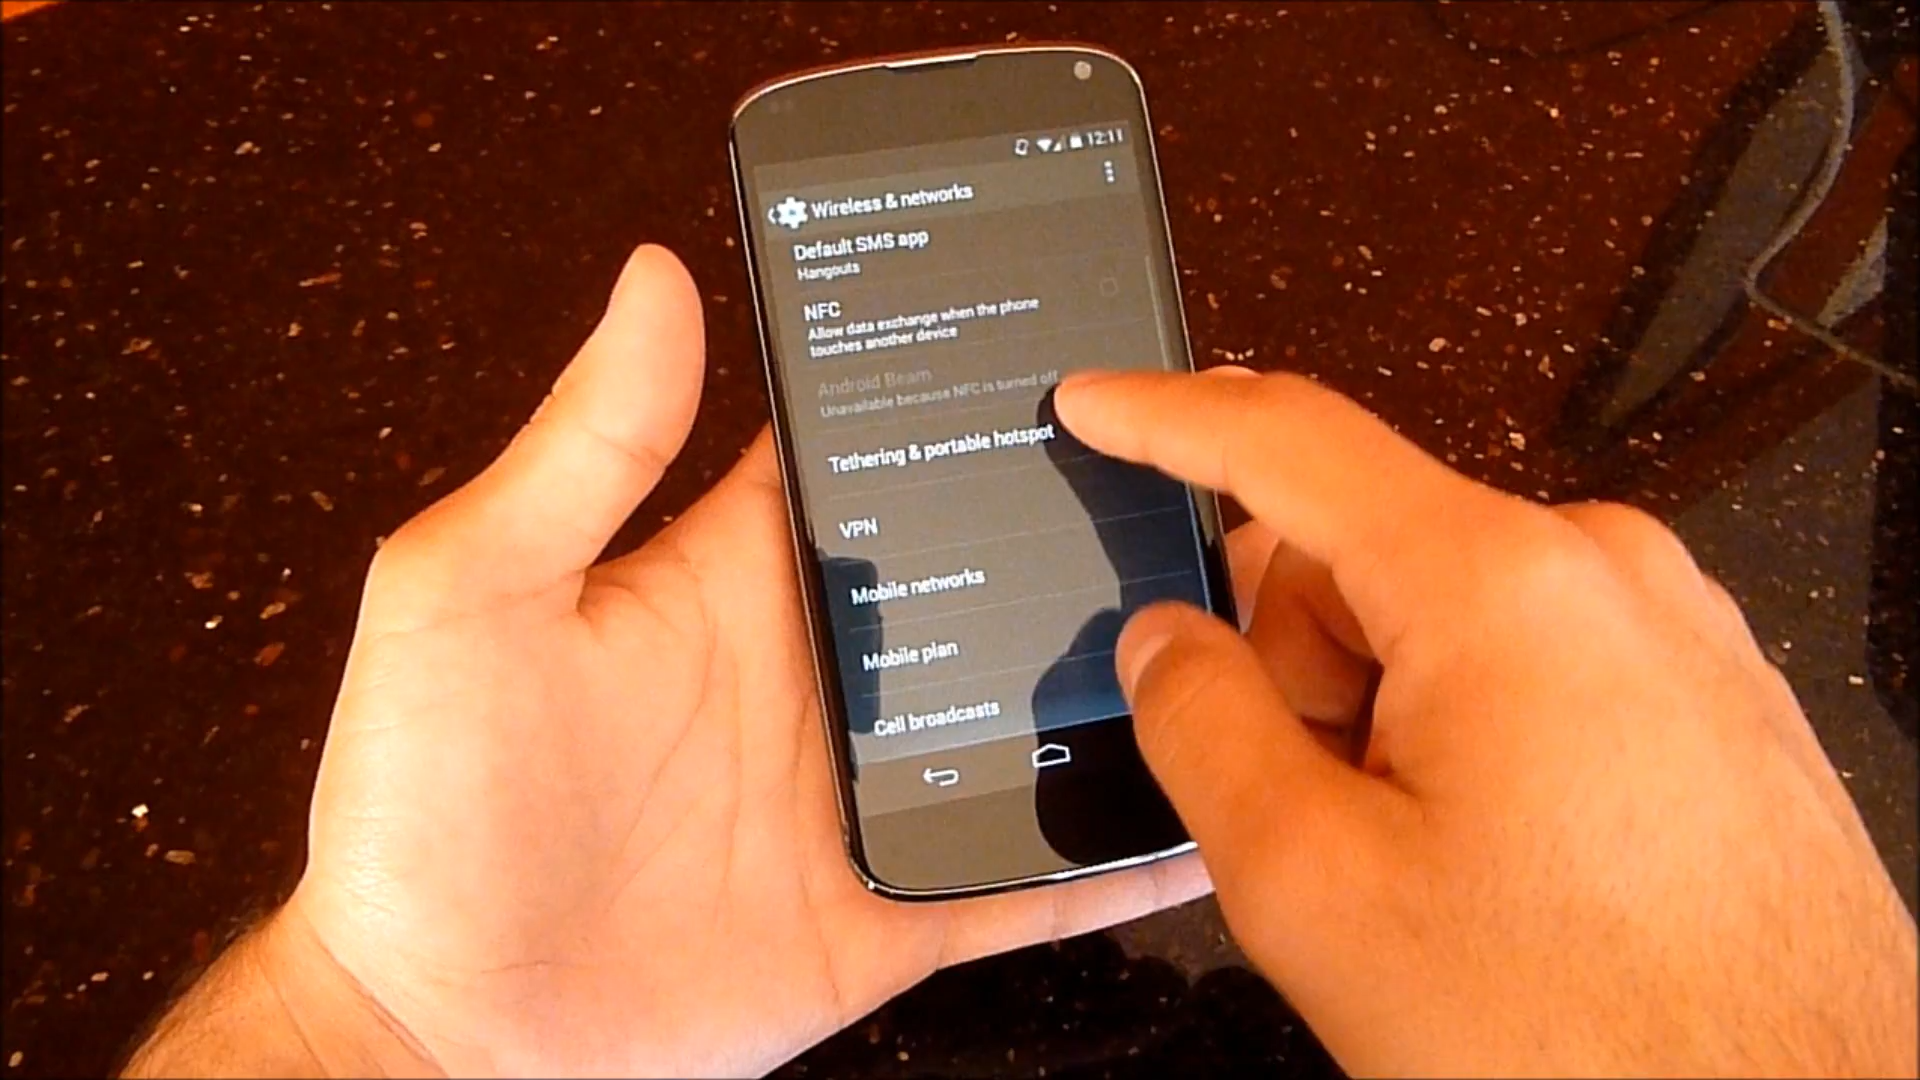 12:11
Wireless & networks
Default SMS app
Hangouts
NFC
Allow data exchange when the phone
touches another device
Android Beam
Unavailable because NFC is turned off
Tethering & portable hotspot
VPN
Mobile networks
Mobile plan
Cell broadcasts